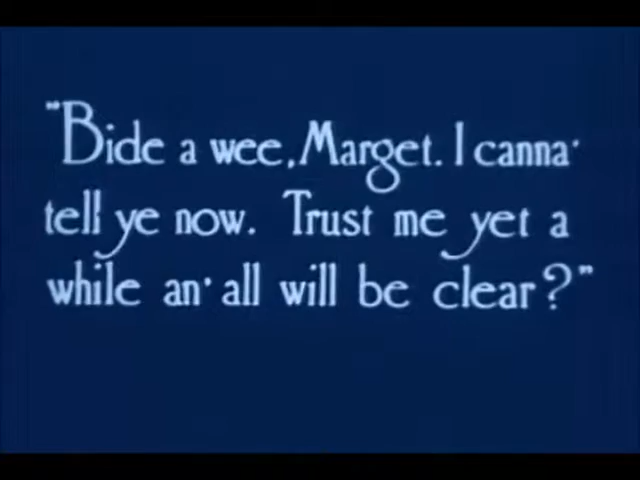 "Bide a wee, Marget. I canna'
tell ye now. Trust me yet a
while an' all will be clear?"